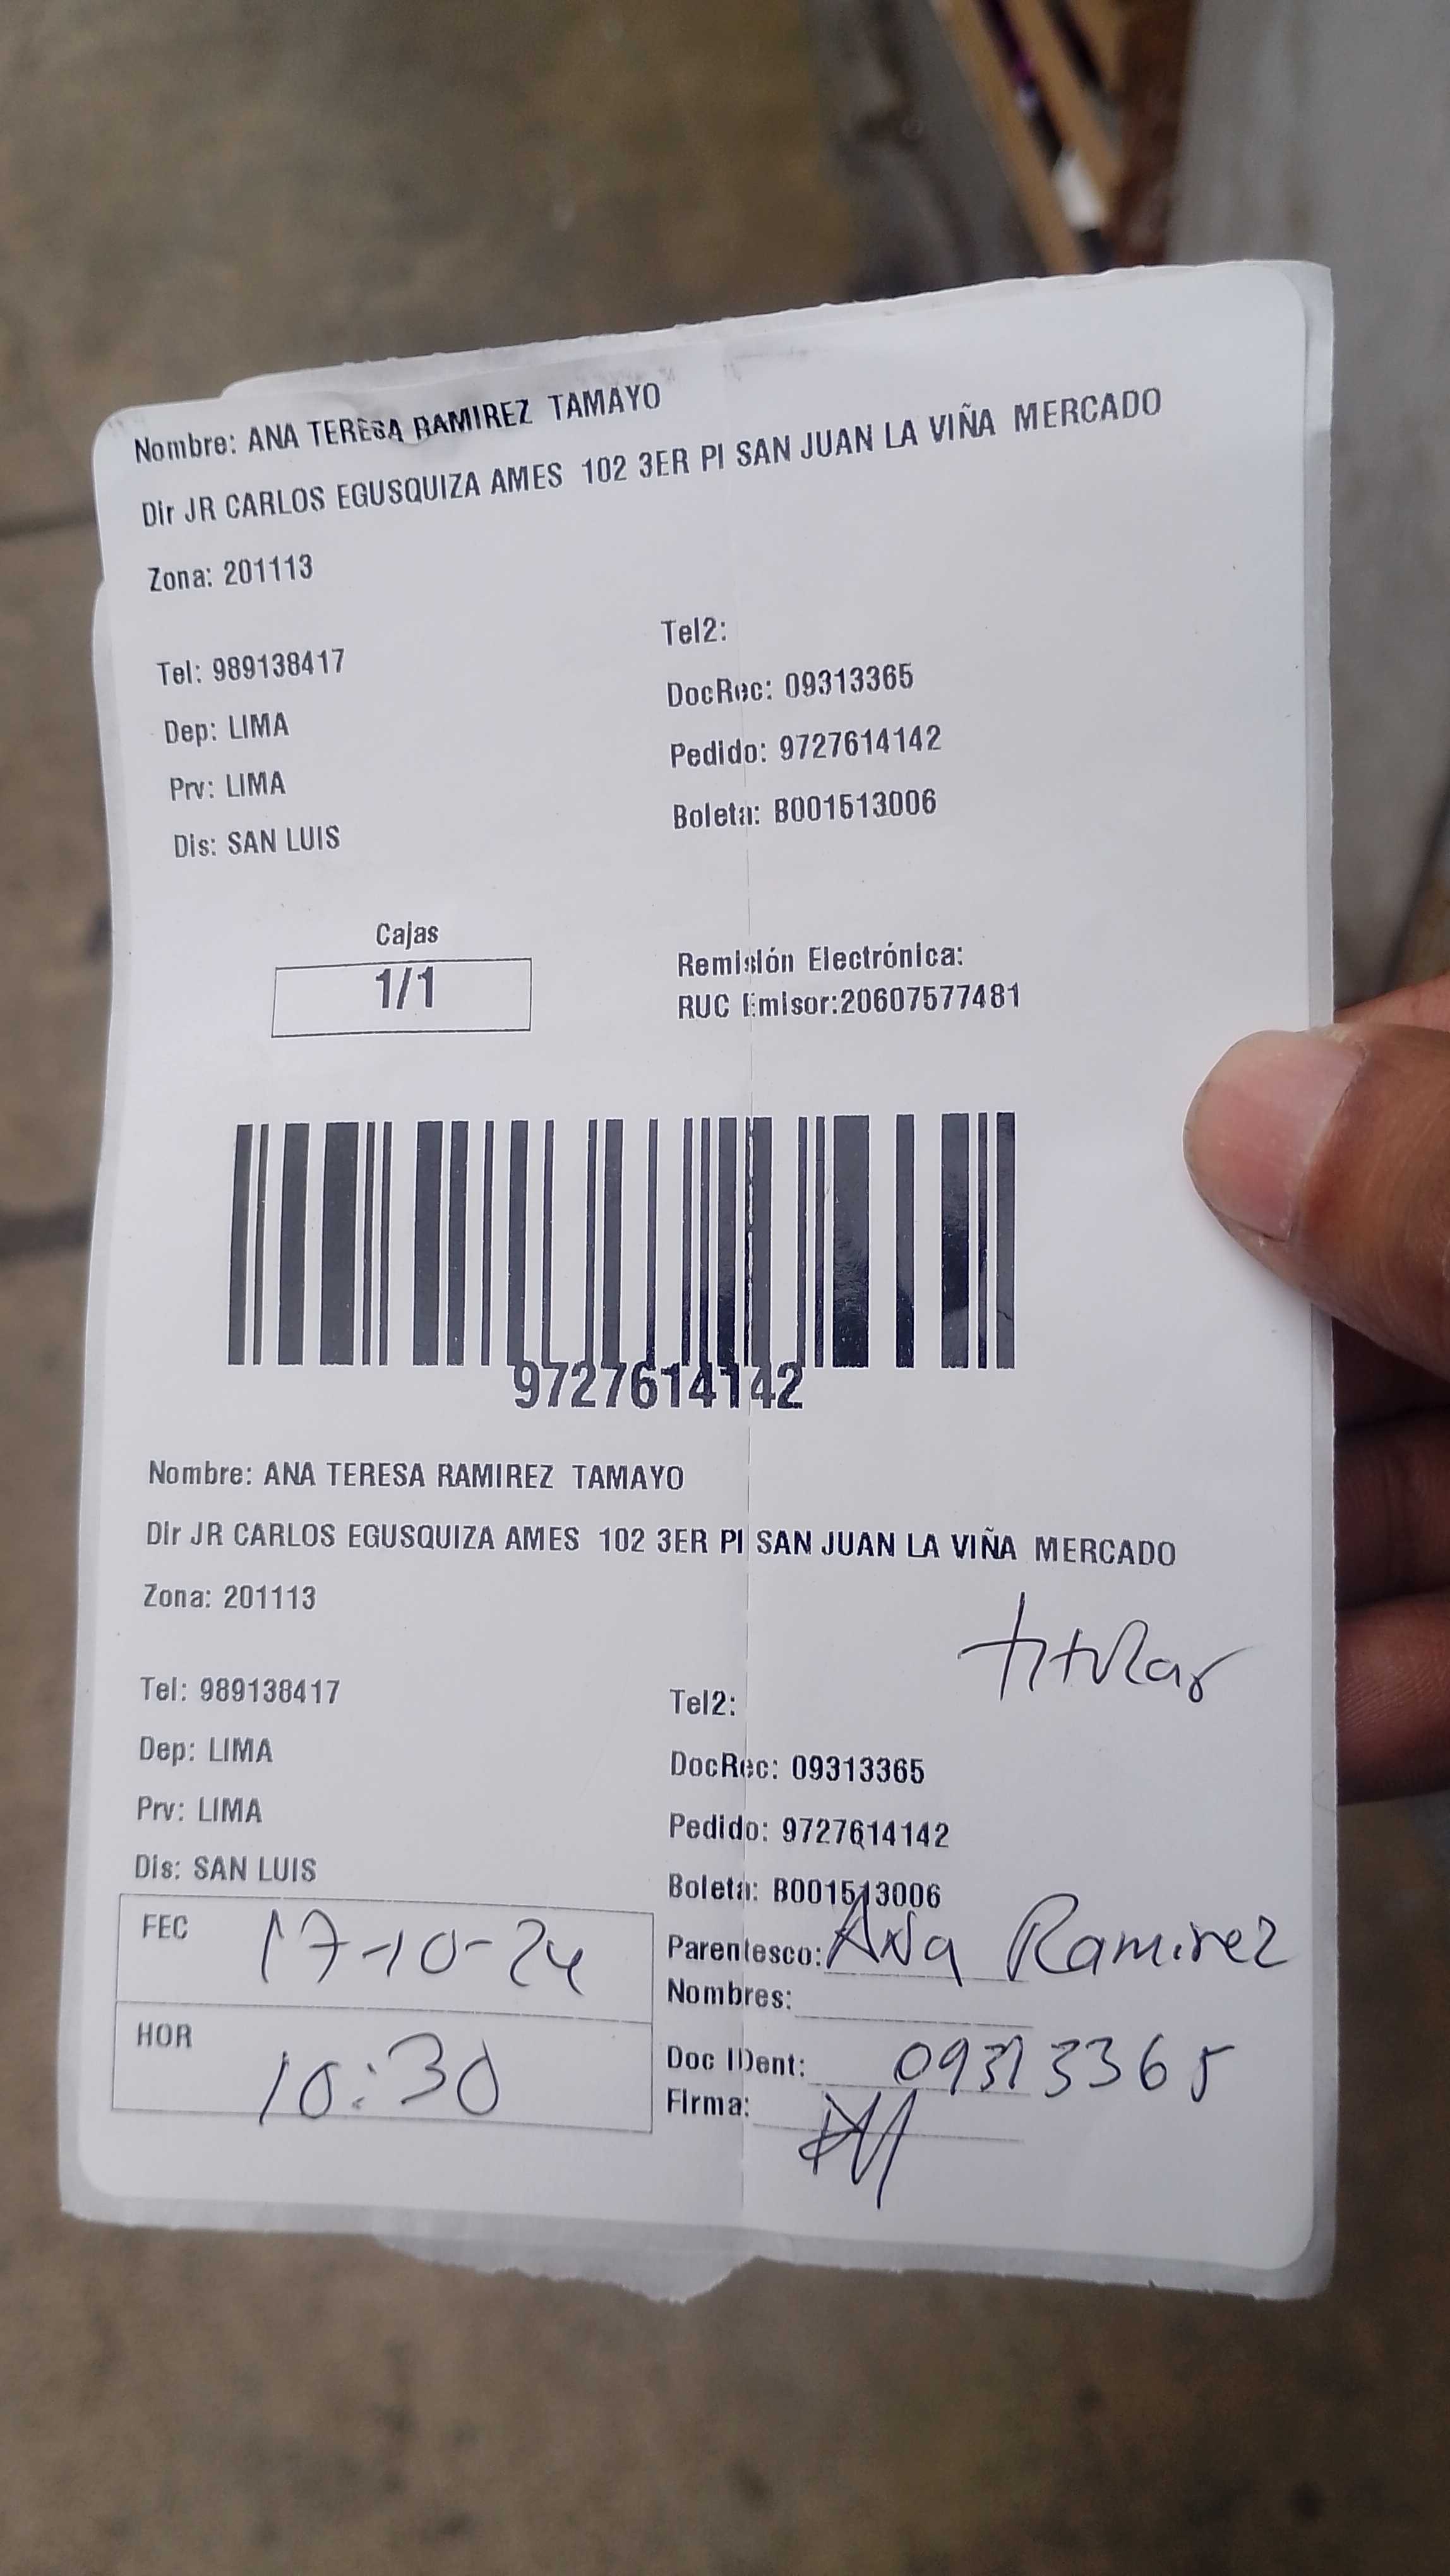 Nombre: ANA TERESA RAMIREZ TAMAYO
Dir JR CARLOS EGUSQUIZA AMES 102 3ER PI SAN JUAN LA VIÑA MERCADO
Zona: 201113
Tel: 989138417
Tel2:
Dep: LIMA
DocRec: 09313365
Prv: LIMA
Pedido: 9727614142
Dis: SAN LUIS
Boleta: B001513006
Cajas
1/1
Remisión Electrónica:
RUC Emisor:20607577481
9727614142
Nombre: ANA TERESA RAMIREZ TAMAYO
Dir JR CARLOS EGUSQUIZA AMES 102 3ER PI SAN JUAN LA VIÑA MERCADO
Zona: 201113
titular
Tel: 989138417
Tel2:
Dep: LIMA
DocRec: 09313365
Prv: LIMA
Pedido: 9727614142
Dis: SAN LUIS
Boleta: B001513006
FEC 17-10-24
Parentesco: Ana Ramirez
Nombres:
HOR 10:30
Doc IDent: 09313365
Firma: